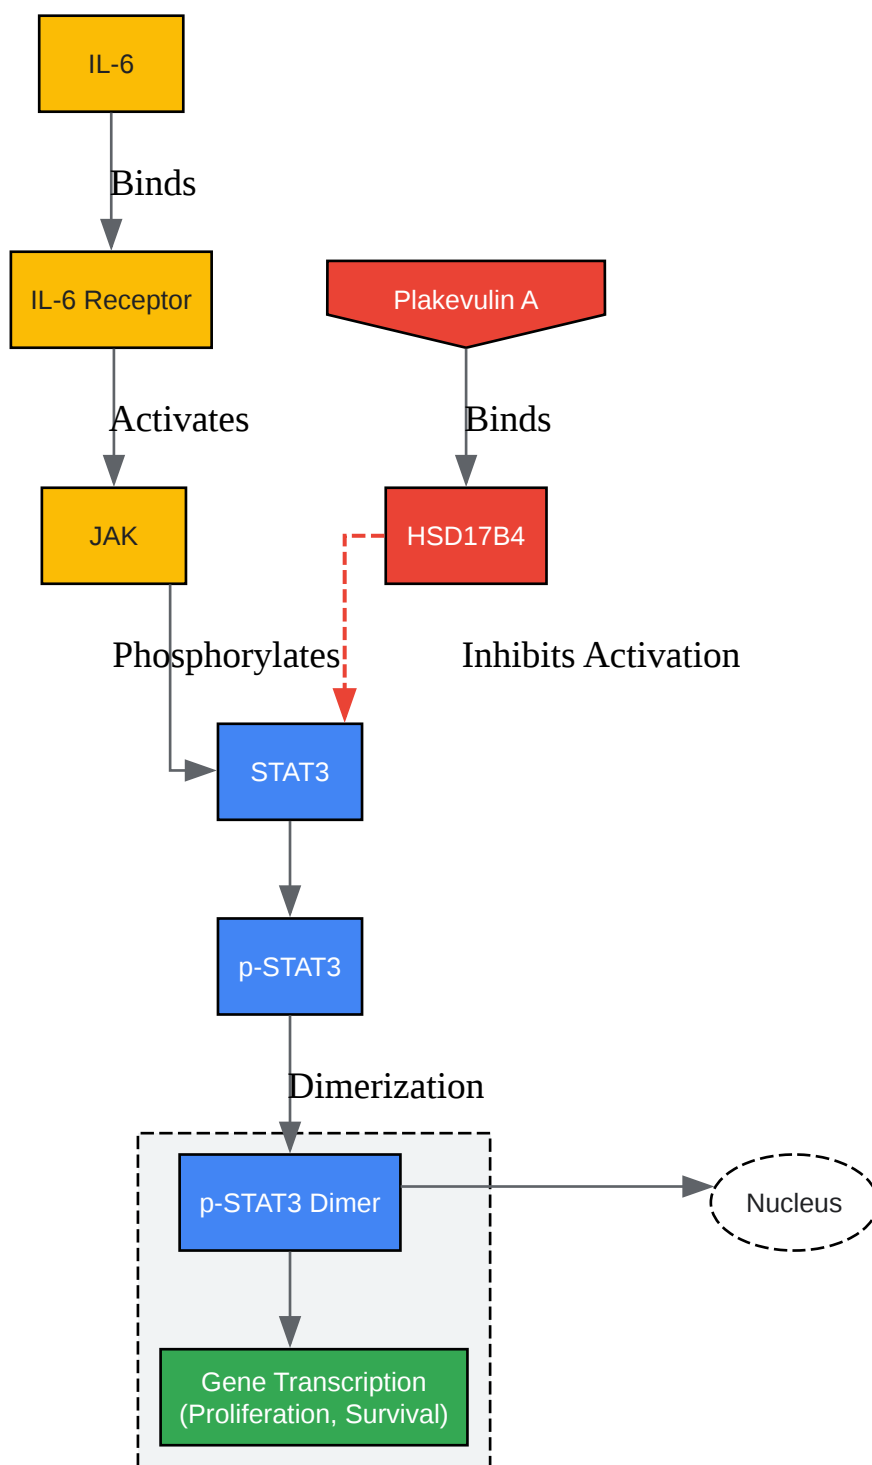 IL-6
Binds
IL-6 Receptor
Plakevulin A
Activates
Binds
JAK
HSD17B4
Phosphorylates
Inhibits Activation
STAT3
p-STAT3
Dimerization
p-STAT3 Dimer
Nucleus
Gene Transcription
(Proliferation, Survival)